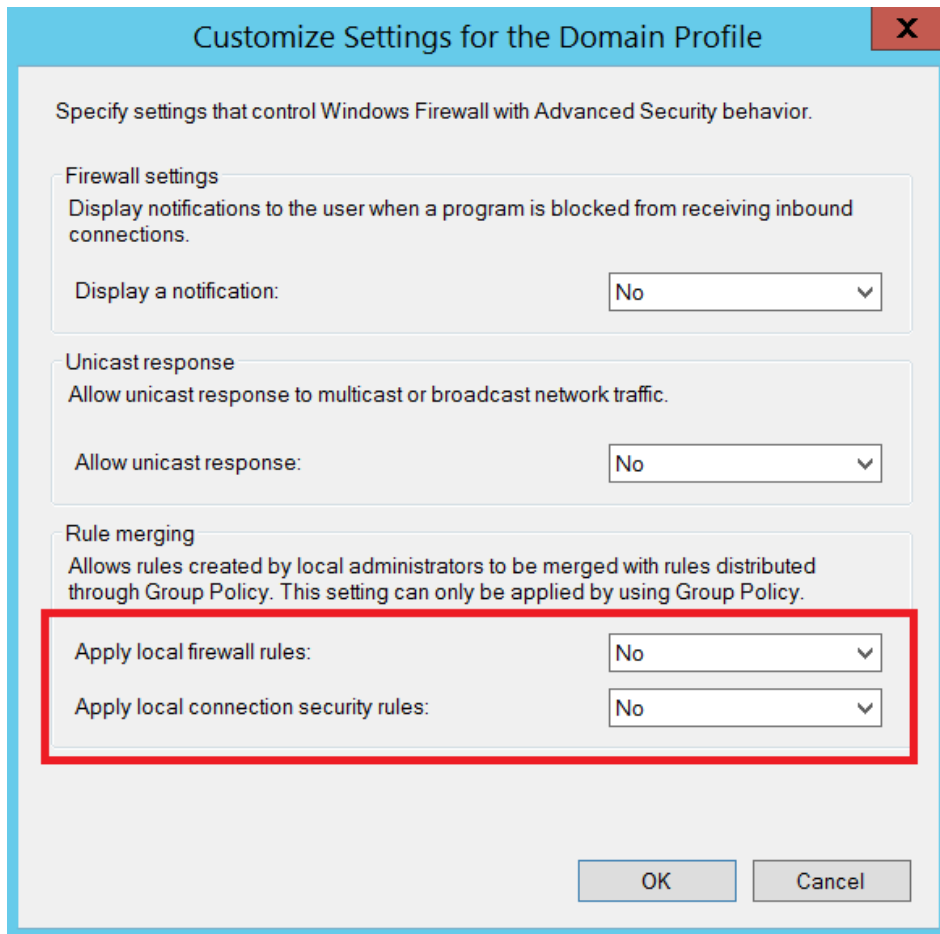 Customize Settings for the Domain Profile
X
Specify settings that control Windows Firewall with Advanced Security behavior.
Firewall settings
Display notifications to the user when a program is blocked from receiving inbound
connections.
Display a notification: No
Unicast response
Allow unicast response to multicast or broadcast network traffic.
Allow unicast response: No
Rule merging
Allows rules created by local administrators to be merged with rules distributed
through Group Policy. This setting can only be applied by using Group Policy.
Apply local firewall rules: No
Apply local connection security rules: No
OK Cancel